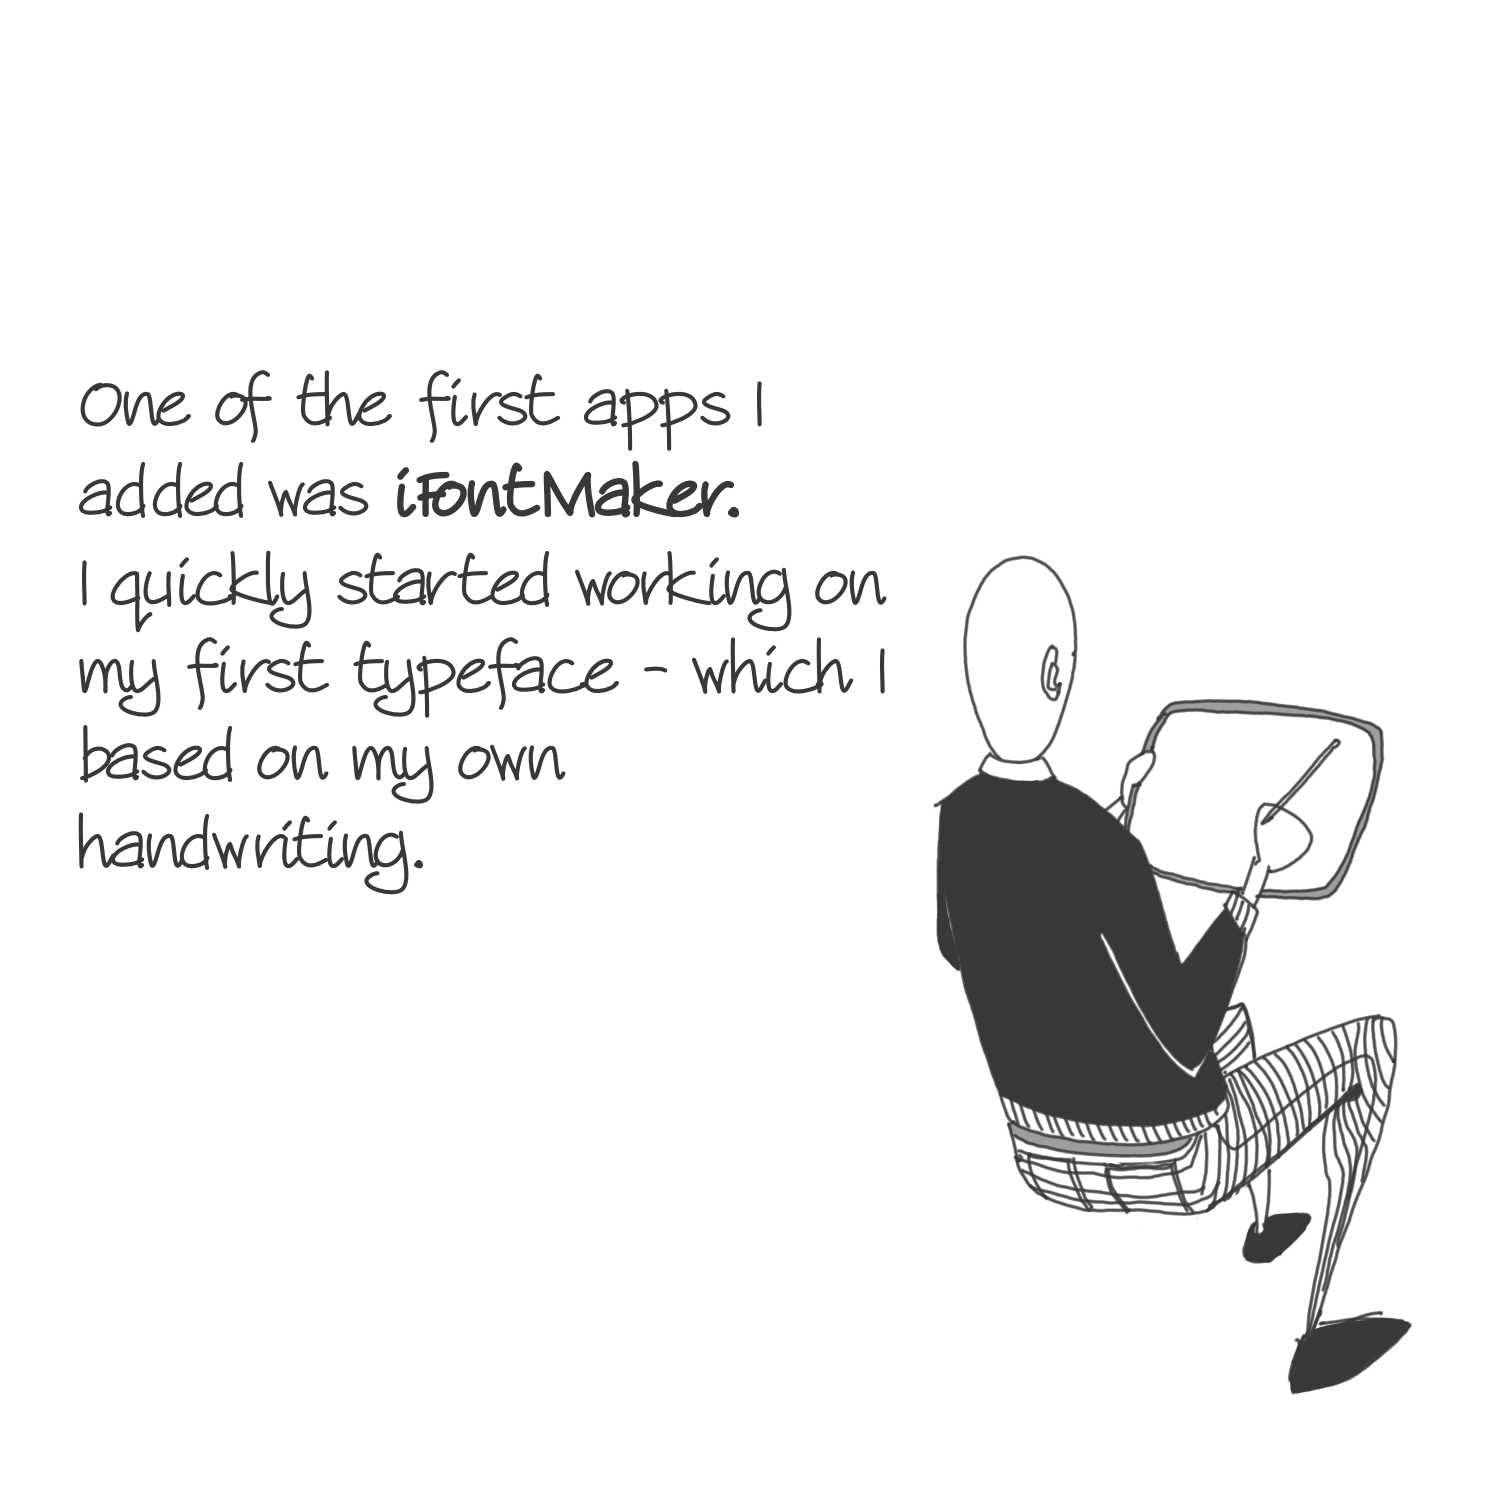 One of the first apps I
added was iFontMaker.
I quickly started working on
my first typeface - which I
based on my own
handwriting.